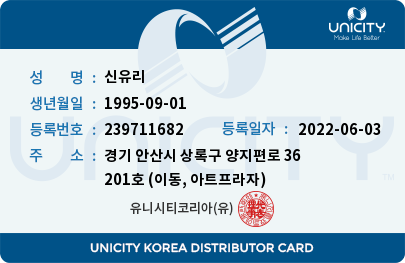 UNICITY
Make Life Better
성 명 : 신유리
생년월일 : 1995-09-01
등록번호 : 239711682 등록일자 : 2022-06-03
주 소 : 경기 안산시 상록구 양지편로 36
201호 (이동, 아트프라자)
유니시티코리아(유)
UNICITY
UNICITY KOREA DISTRIBUTOR CARD